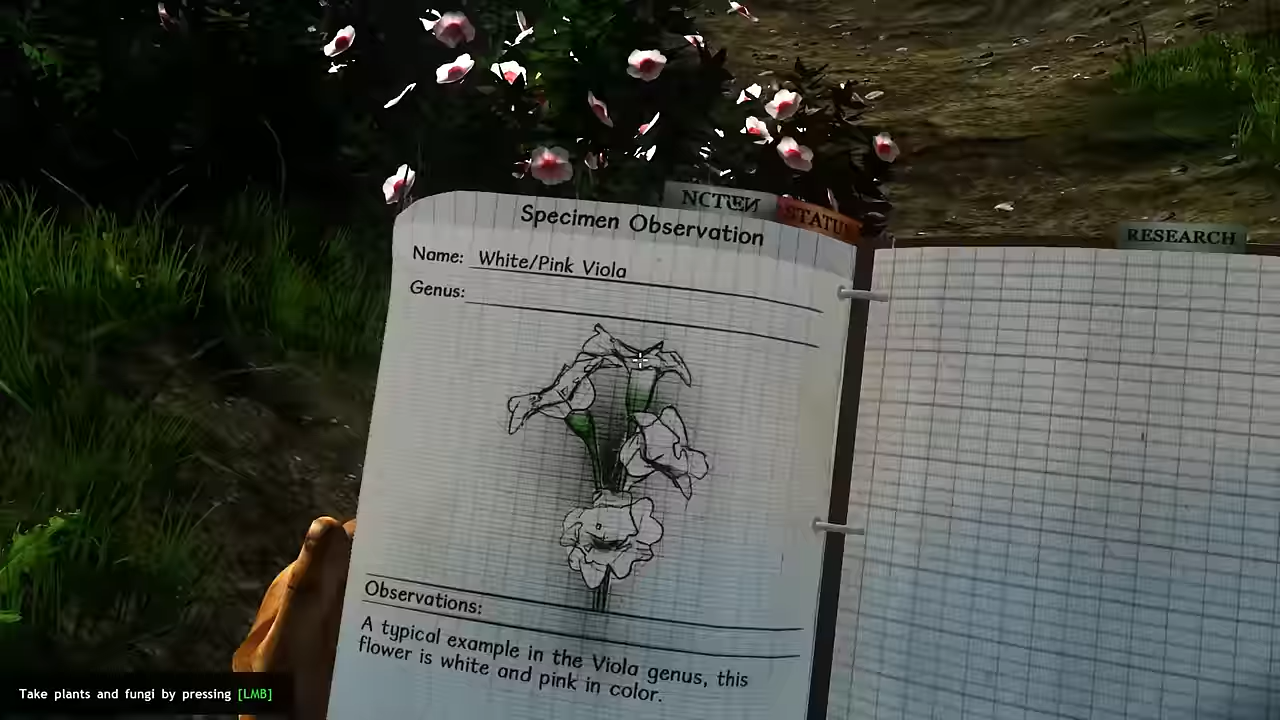 STATU
Specimen Observation
RESEARCH
Name: White/Pink Viola
Genus:
Observations:
A typical example in the Viola genus, this
flower is white and pink in color.
Take plants and fungi by pressing [LMB]